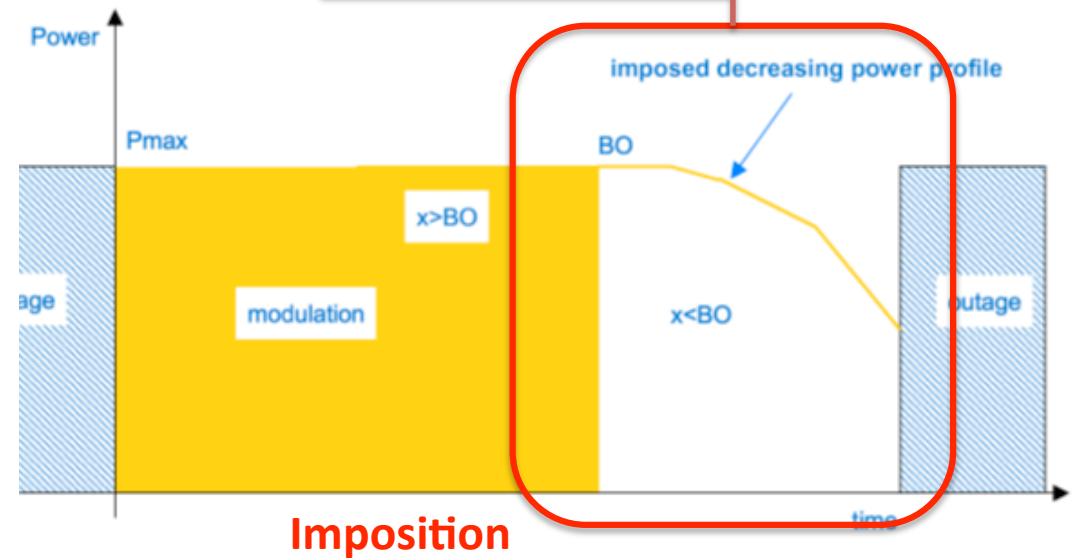 Power
imposed decreasing power profile
Pmax
BO
x>BO
age
modulation
x<BO
outage
time
Imposition